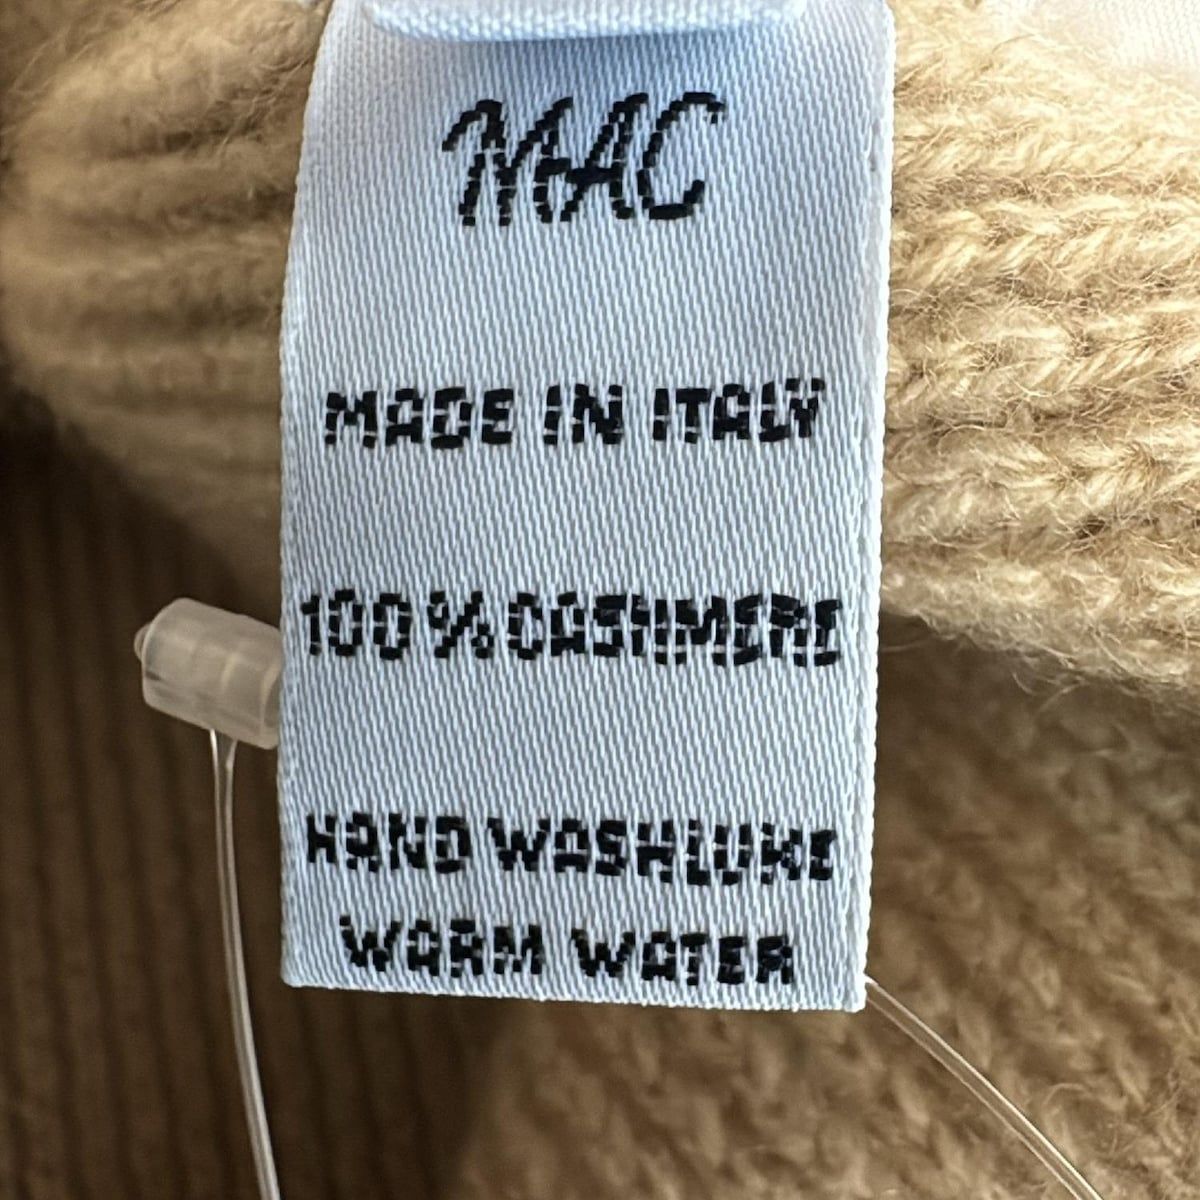 MAC
MADE IN ITALY
100% CASHMERE
HAND WASH LUKE
WARM WATER